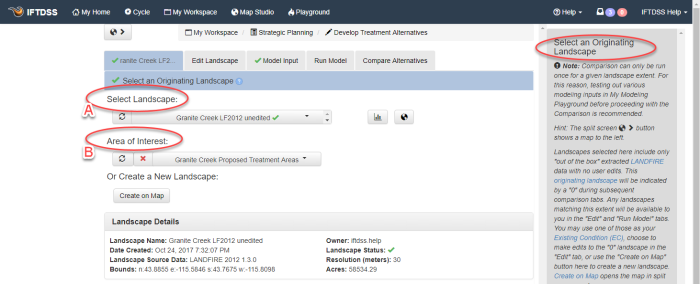 IFTDSS My Home Cycle My Workspace Map Studio Playground Help 3 6 IFTDSS Help
My Workspace / Strategic Planning / Develop Treatment Alternatives
ranite Creek LF2... Edit Landscape Model Input Run Model Compare Alternatives
Select an Originating Landscape
A Select Landscape:
Granite Creek LF2012 unedited
B Area of Interest:
Granite Creek Proposed Treatment Areas
Or Create a New Landscape:
Create on Map
Landscape Details
Landscape Name: Granite Creek LF2012 unedited
Date Created: Oct 24, 2017 7:32:07 PM
Landscape Source Data: LANDFIRE 2012 1.3.0
Bounds: n:43.8855 e:-115.5846 s:43.7675 w:-115.8098
Owner: iftdss.help
Landscape Status:
Resolution (meters): 30
Acres: 58534.29
Select an Originating
Landscape
Note: Comparison can only be run
once for a given landscape extent. For
this reason, testing out various
modeling inputs in My Modeling
Playground before proceeding with the
Comparison is recommended.
Hint: The split screen button
shows a map to the left.
Landscapes selected here include only
"out of the box" extracted LANDFIRE
data with no user edits. This
originating landscape will be indicated
by a "0" during subsequent
comparison tabs. Any landscapes
matching this extent will be available to
you in the "Edit" and "Run Model" tabs.
You may use one of those as your
Existing Condition (EC), choose to
make edits to the "0" landscape in the
"Edit" tab, or use the "Create on Map"
button here to create a new landscape.
Create on Map opens the map in split